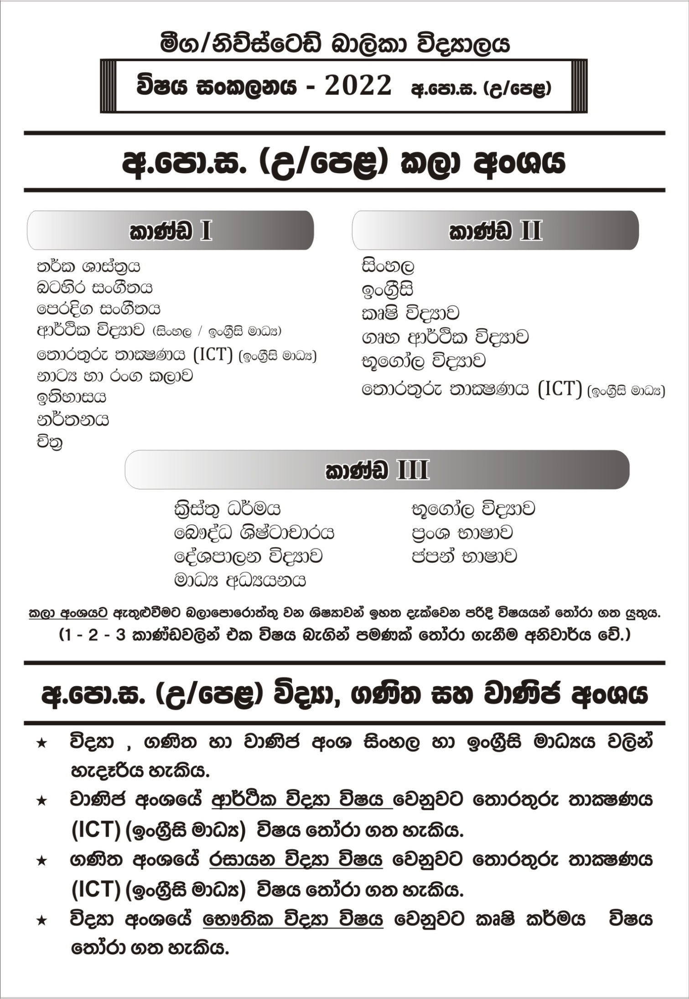 මීග/නිව්ස්ටෙඩ් බාලිකා විද්‍යාලය
විෂය සංකලනය - 2022 අ.පො.ස. (උ/පෙළ)
අ.පො.ස. (උ/පෙළ) කලා අංශය
කාණ්ඩ I
තර්ක ශාස්ත්‍රය
බටහිර සංගීතය
පෙරදිග සංගීතය
ආර්ථික විද්‍යාව (සිංහල / ඉංග්‍රීසි මාධ්‍ය)
තොරතුරු තාක්‍ෂණය (ICT) (ඉංග්‍රීසි මාධ්‍ය)
නාට්‍ය හා රංග කලාව
ඉතිහාසය
නර්තනය
චිත්‍ර
කාණ්ඩ II
සිංහල
ඉංග්‍රීසි
කෘෂි විද්‍යාව
ගෘහ ආර්ථික විද්‍යාව
භූගෝල විද්‍යාව
තොරතුරු තාක්‍ෂණය (ICT) (ඉංග්‍රීසි මාධ්‍ය)
කාණ්ඩ III
ක්‍රිස්තු ධර්මය
බෞද්ධ ශිෂ්ටාචාරය
දේශපාලන විද්‍යාව
මාධ්‍ය අධ්‍යයනය
භූගෝල විද්‍යාව
ප්‍රංශ භාෂාව
ජපන් භාෂාව
කලා අංශයට ඇතුළුවීමට බලාපොරොත්තු වන ශිෂ්‍යාවන් ඉහත දැක්වෙන පරිදි විෂයයන් තෝරා ගත යුතුය.
(1 - 2 - 3 කාණ්ඩවලින් එක විෂය බැගින් පමණක් තෝරා ගැනීම අනිවාර්ය වේ.)
අ.පො.ස. (උ/පෙළ) විද්‍යා, ගණිත සහ වාණිජ අංශය
★ විද්‍යා , ගණිත හා වාණිජ අංශ සිංහල හා ඉංග්‍රීසි මාධ්‍යය වලින්
හැදෑරිය හැකිය.
★ වාණිජ අංශයේ ආර්ථික විද්‍යා විෂය වෙනුවට තොරතුරු තාක්‍ෂණය
(ICT) (ඉංග්‍රීසි මාධ්‍ය) විෂය තෝරා ගත හැකිය.
★ ගණිත අංශයේ රසායන විද්‍යා විෂය වෙනුවට තොරතුරු තාක්‍ෂණය
(ICT) (ඉංග්‍රීසි මාධ්‍ය) විෂය තෝරා ගත හැකිය.
★ විද්‍යා අංශයේ භෞතික විද්‍යා විෂය වෙනුවට කෘෂි කර්මය විෂය
තෝරා ගත හැකිය.